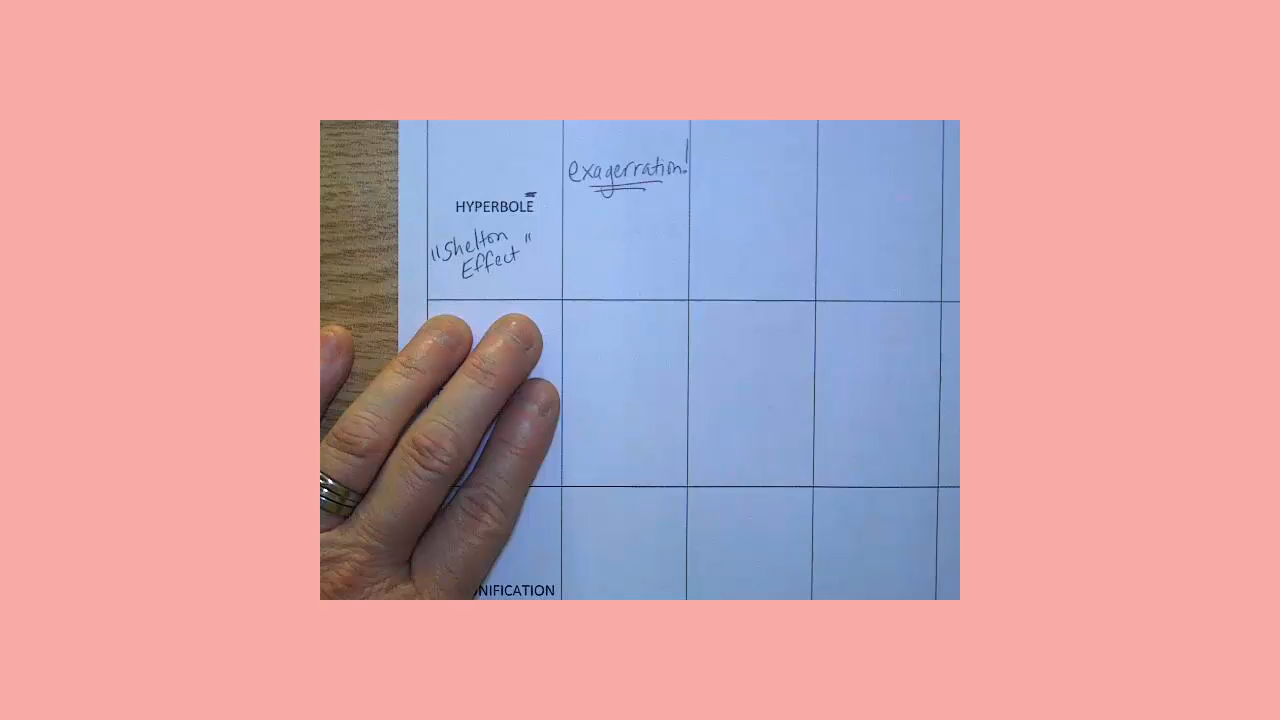 exagerration!
HYPERBOLE
"Shelton
Effect"
NIFICATION